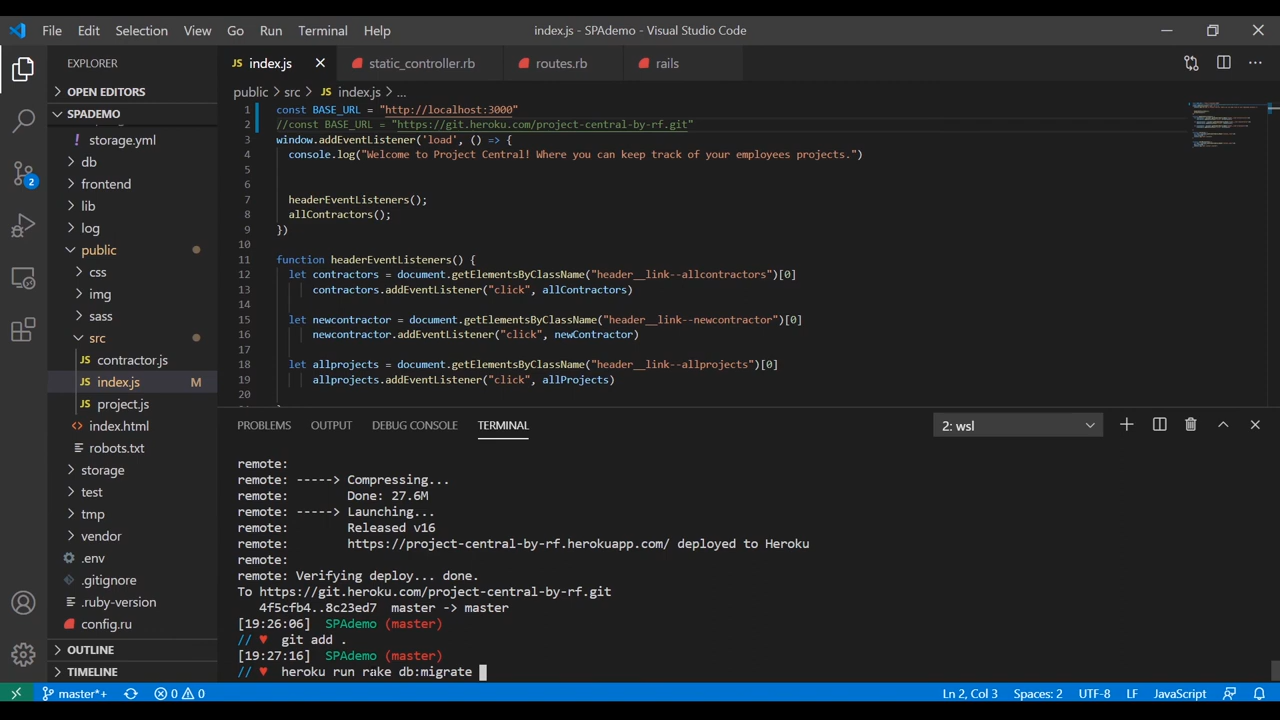 File Edit Selection View Go Run Terminal Help index.js - SPAdemo - Visual Studio Code
EXPLORER
OPEN EDITORS
SPADEMO
storage.yml
db
frontend
lib
log
public
css
img
sass
src
JS contractor.js
JS index.js M
JS project.js
index.html
robots.txt
storage
test
tmp
vendor
.env
.gitignore
.ruby-version
config.ru
OUTLINE
TIMELINE
2
JS index.js static_controller.rb routes.rb rails
public > src > JS index.js > ...
1 const BASE_URL = "http://localhost:3000"
2 //const BASE_URL = "https://git.heroku.com/project-central-by-rf.git"
3 window.addEventListener('load', () => {
4 console.log("Welcome to Project Central! Where you can keep track of your employees projects.")
5
6
7 headerEventListeners();
8 allContractors();
9 })
10
11 function headerEventListeners() {
12 let contractors = document.getElementsByClassName("header__link--allcontractors")[0]
13 contractors.addEventListener("click", allContractors)
14
15 let newcontractor = document.getElementsByClassName("header__link--newcontractor")[0]
16 newcontractor.addEventListener("click", newContractor)
17
18 let allprojects = document.getElementsByClassName("header__link--allprojects")[0]
19 allprojects.addEventListener("click", allProjects)
20
PROBLEMS OUTPUT DEBUG CONSOLE TERMINAL 2: wsl
remote:
remote: -----> Compressing...
remote: Done: 27.6M
remote: -----> Launching...
remote: Released v16
remote: https://project-central-by-rf.herokuapp.com/ deployed to Heroku
remote:
remote: Verifying deploy... done.
To https://git.heroku.com/project-central-by-rf.git
4f5cfb4..8c23ed7 master -> master
[19:26:06] SPAdemo (master)
// ♥ git add .
[19:27:16] SPAdemo (master)
// ♥ heroku run rake db:migrate
master*+ 0 0 Ln 2, Col 3 Spaces: 2 UTF-8 LF JavaScript